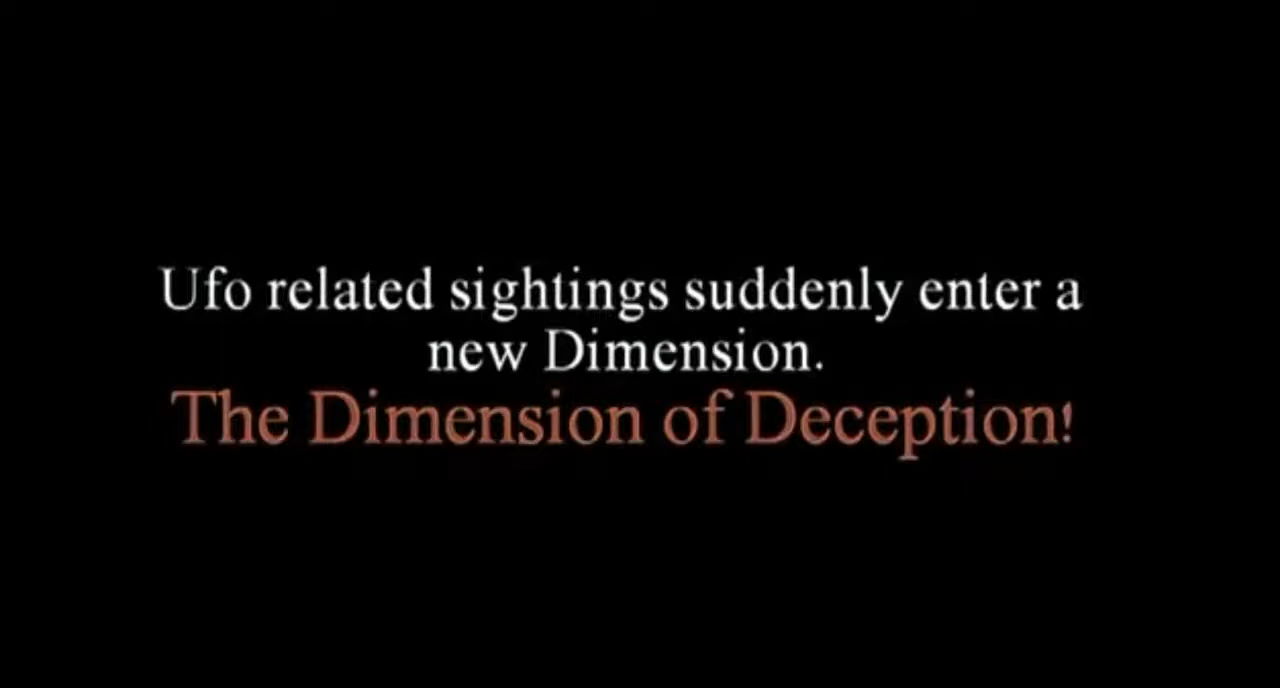 Ufo related sightings suddenly enter a
new Dimension.
The Dimension of Deception!